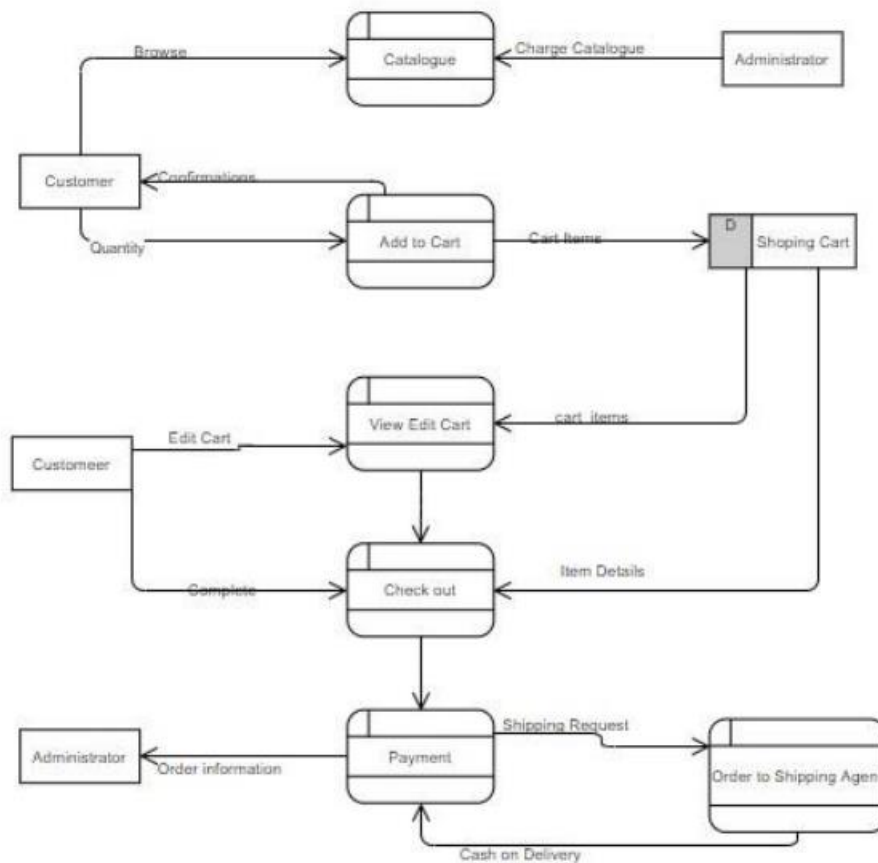 Browse
Catalogue
Charge Catalogue
Administrator
Customer
Confirmations
Quantity
Add to Cart
Cart Items
D
Shoping Cart
Edit Cart
View Edit Cart
cart items
Customeer
Complete
Check out
Item Details
Administrator
Order information
Payment
Shipping Request
Order to Shipping Agen
Cash on Delivery